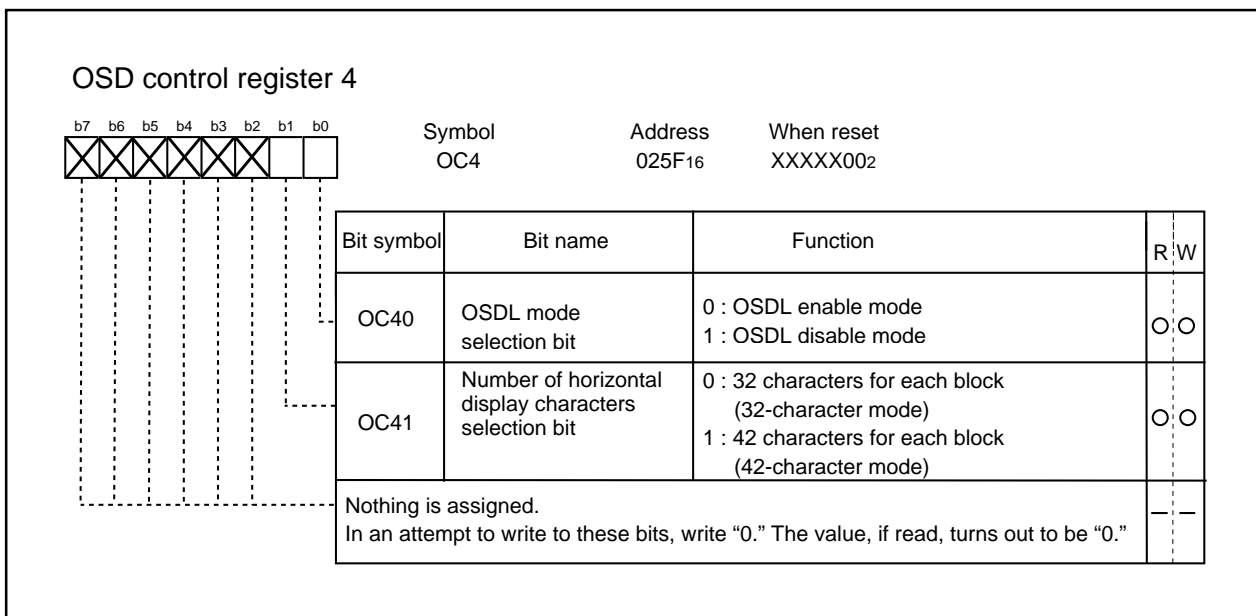 OSD control register 4
b7 b6 b5 b4 b3 b2 b1 b0
Symbol Address When reset
OC4 025F16 XXXXX002
Bit symbol Bit name Function R W
OC40 OSDL mode selection bit 0 : OSDL enable mode
1 : OSDL disable mode
OC41 Number of horizontal display characters selection bit 0 : 32 characters for each block
(32-character mode)
1 : 42 characters for each block
(42-character mode)
Nothing is assigned.
In an attempt to write to these bits, write “0.” The value, if read, turns out to be “0.”